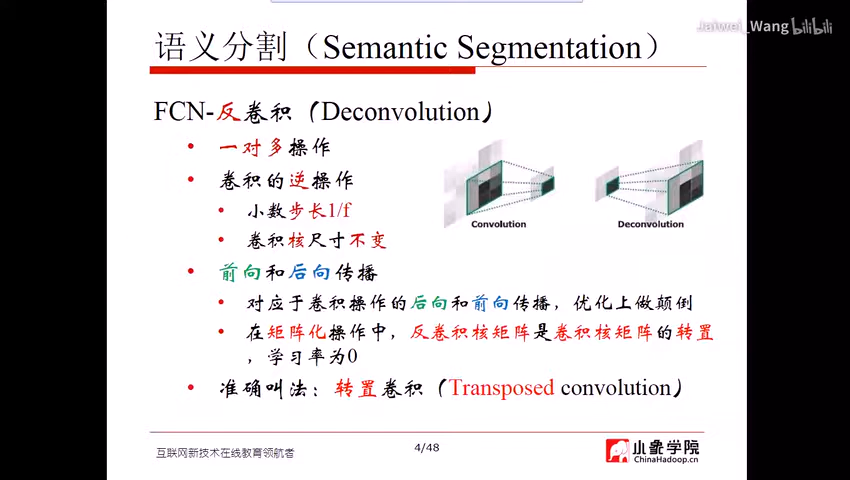 Jaiwei_Wang bilibili
语义分割（Semantic Segmentation）
FCN-反卷积（Deconvolution）
• 一对多操作
• 卷积的逆操作
• 小数步长1/f
• 卷积核尺寸不变
Convolution
Deconvolution
• 前向和后向传播
• 对应于卷积操作的后向和前向传播，优化上做颠倒
• 在矩阵化操作中，反卷积核矩阵是卷积核矩阵的转置
，学习率为0
• 准确叫法：转置卷积（Transposed convolution）
互联网新技术在线教育领航者
4/48
小象学院
ChinaHadoop.cn